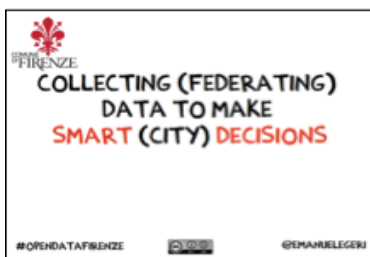 COMUNE
DI FIRENZE
COLLECTING (FEDERATING)
DATA TO MAKE
SMART (CITY) DECISIONS
#OPENDATAFIRENZE
@EMANUELEGERI